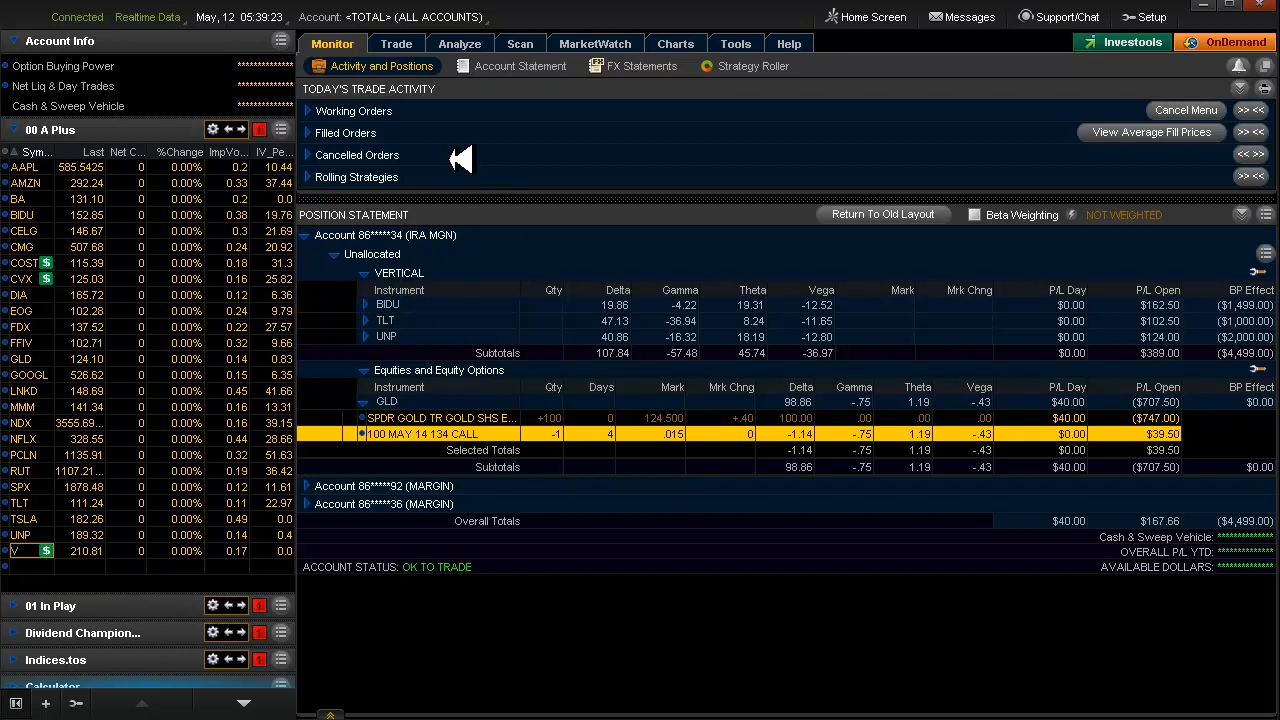 Connected Realtime Data May, 12 05:39:23 Account: <TOTAL> (ALL ACCOUNTS) Home Screen Messages Support/Chat Setup
Account Info
Option Buying Power *************
Net Liq & Day Trades *************
Cash & Sweep Vehicle *************
00 A Plus 1
Sym... Last Net C... %Change ImpVo... IV_Pe...
AAPL 585.5425 0 0.00% 0.2 10.44
AMZN 292.24 0 0.00% 0.33 37.44
BA 131.10 0 0.00% 0.2 0.0
BIDU 152.85 0 0.00% 0.38 19.76
CELG 146.67 0 0.00% 0.3 21.69
CMG 507.68 0 0.00% 0.24 20.92
COST $ 115.39 0 0.00% 0.18 31.3
CVX $ 125.03 0 0.00% 0.16 25.82
DIA 165.72 0 0.00% 0.12 6.36
EOG 102.28 0 0.00% 0.24 9.79
FDX 137.52 0 0.00% 0.22 27.57
FFIV 102.71 0 0.00% 0.32 9.66
GLD 124.10 0 0.00% 0.14 0.83
GOOGL 526.62 0 0.00% 0.15 6.35
LNKD 148.69 0 0.00% 0.45 41.66
MMM 141.34 0 0.00% 0.16 13.31
NDX 3555.69... 0 0.00% 0.16 39.15
NFLX 328.55 0 0.00% 0.44 28.66
PCLN 1135.91 0 0.00% 0.32 51.63
RUT 1107.21... 0 0.00% 0.19 36.42
SPX 1878.48 0 0.00% 0.12 11.61
TLT 111.24 0 0.00% 0.11 22.97
TSLA 182.26 0 0.00% 0.49 0.0
UNP 189.32 0 0.00% 0.14 0.4
V $ 210.81 0 0.00% 0.17 0.0
01 In Play 1
Dividend Champion... 1
Indices.tos 1
Calculator
Monitor Trade Analyze Scan MarketWatch Charts Tools Help Investools OnDemand
Activity and Positions Account Statement FX Statements Strategy Roller
TODAY'S TRADE ACTIVITY
Working Orders Cancel Menu >> <<
Filled Orders View Average Fill Prices >> <<
Cancelled Orders << >>
Rolling Strategies >> <<
POSITION STATEMENT Return To Old Layout Beta Weighting NOT WEIGHTED
Account 86*****34 (IRA MGN)
Unallocated
VERTICAL
Instrument Qty Delta Gamma Theta Vega Mark Mrk Chng P/L Day P/L Open BP Effect
BIDU 19.86 -4.22 19.31 -12.52 $0.00 $162.50 ($1,499.00)
TLT 47.13 -36.94 8.24 -11.65 $0.00 $102.50 ($1,000.00)
UNP 40.86 -16.32 18.19 -12.80 $0.00 $124.00 ($2,000.00)
Subtotals 107.84 -57.48 45.74 -36.97 $0.00 $389.00 ($4,499.00)
Equities and Equity Options
Instrument Qty Days Mark Mrk Chng Delta Gamma Theta Vega P/L Day P/L Open BP Effect
GLD 98.86 -.75 1.19 -.43 $40.00 ($707.50) $0.00
SPDR GOLD TR GOLD SHS E... +100 0 124.500 +.40 100.00 .00 .00 .00 $40.00 ($747.00)
100 MAY 14 134 CALL -1 4 .015 0 -1.14 -.75 1.19 -.43 $0.00 $39.50
Selected Totals -1.14 -.75 1.19 -.43 $0.00 $39.50
Subtotals 98.86 -.75 1.19 -.43 $40.00 ($707.50) $0.00
Account 86*****92 (MARGIN)
Account 86*****36 (MARGIN)
Overall Totals $40.00 $167.66 ($4,499.00)
Cash & Sweep Vehicle: *************
OVERALL P/L YTD: *************
ACCOUNT STATUS: OK TO TRADE AVAILABLE DOLLARS: *************